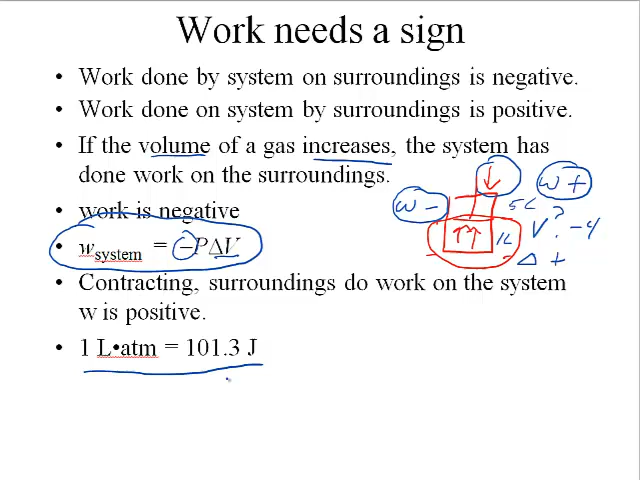 Work needs a sign
• Work done by system on surroundings is negative.
• Work done on system by surroundings is positive.
• If the volume of a gas increases, the system has
done work on the surroundings.
• work is negative
• wsystem = −PΔV
• Contracting, surroundings do work on the system
w is positive.
• 1 L•atm = 101.3 J
w −
w +
5L
1L
V ? −4
Δ +